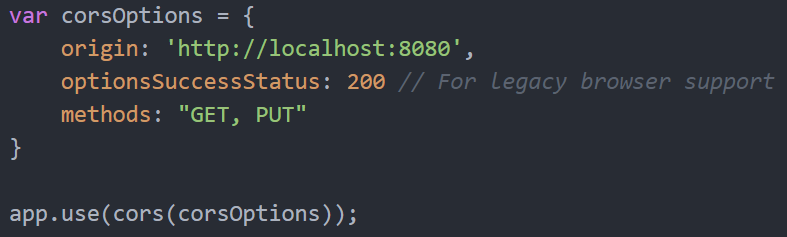 var corsOptions = {
    origin: 'http://localhost:8080',
    optionsSuccessStatus: 200 // For legacy browser support
    methods: "GET, PUT"
}

app.use(cors(corsOptions));